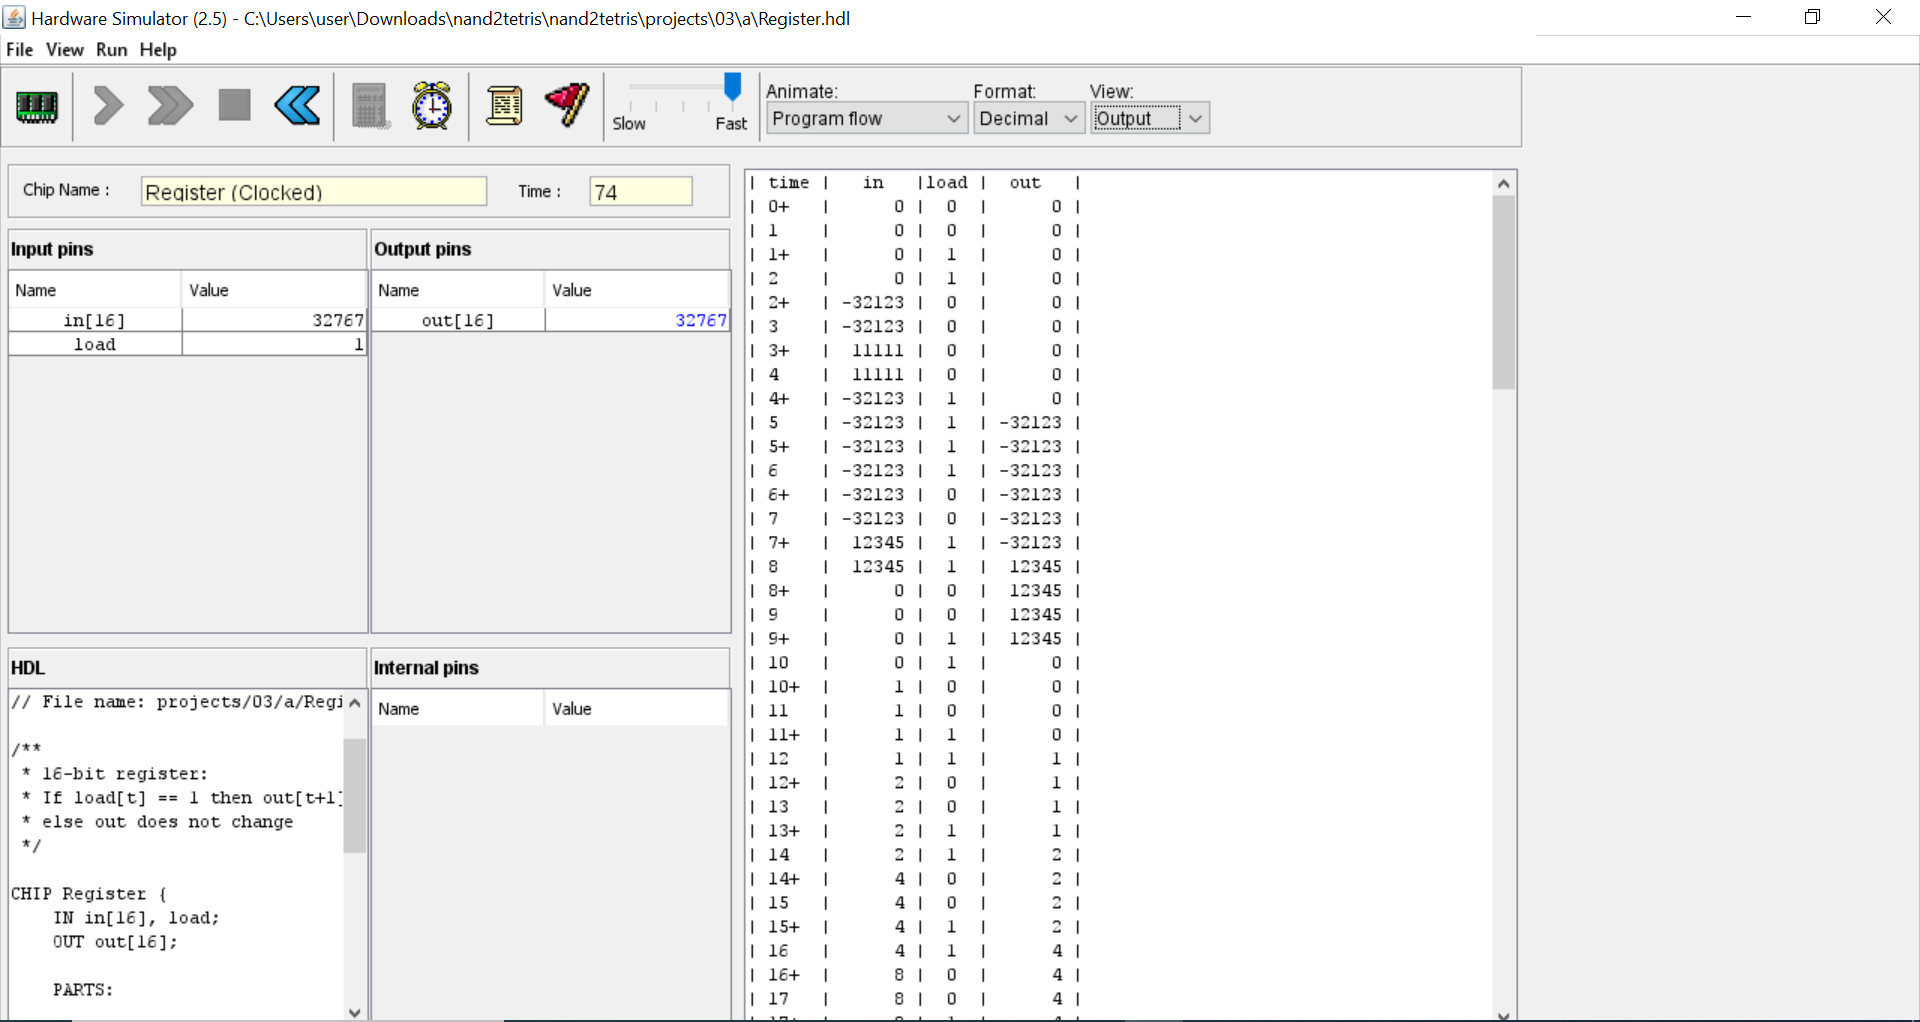 Hardware Simulator (2.5) - C:\Users\user\Downloads\nand2tetris\nand2tetris\projects\03\a\Register.hdl
File View Run Help
Slow Fast
Animate: Format: View:
Program flow Decimal Output
Chip Name : Register (Clocked) Time : 74
Input pins
Name Value
in[16] 32767
load 1
Output pins
Name Value
out[16] 32767
HDL
// File name: projects/03/a/Regi
/**
* 16-bit register:
* If load[t] == 1 then out[t+1]
* else out does not change
*/
CHIP Register {
IN in[16], load;
OUT out[16];
PARTS:
Internal pins
Name Value
| time | in |load | out |
| 0+ | 0 | 0 | 0 |
| 1 | 0 | 0 | 0 |
| 1+ | 0 | 1 | 0 |
| 2 | 0 | 1 | 0 |
| 2+ | -32123 | 0 | 0 |
| 3 | -32123 | 0 | 0 |
| 3+ | 11111 | 0 | 0 |
| 4 | 11111 | 0 | 0 |
| 4+ | -32123 | 1 | 0 |
| 5 | -32123 | 1 | -32123 |
| 5+ | -32123 | 1 | -32123 |
| 6 | -32123 | 1 | -32123 |
| 6+ | -32123 | 0 | -32123 |
| 7 | -32123 | 0 | -32123 |
| 7+ | 12345 | 1 | -32123 |
| 8 | 12345 | 1 | 12345 |
| 8+ | 0 | 0 | 12345 |
| 9 | 0 | 0 | 12345 |
| 9+ | 0 | 1 | 12345 |
| 10 | 0 | 1 | 0 |
| 10+ | 1 | 0 | 0 |
| 11 | 1 | 0 | 0 |
| 11+ | 1 | 1 | 0 |
| 12 | 1 | 1 | 1 |
| 12+ | 2 | 0 | 1 |
| 13 | 2 | 0 | 1 |
| 13+ | 2 | 1 | 1 |
| 14 | 2 | 1 | 2 |
| 14+ | 4 | 0 | 2 |
| 15 | 4 | 0 | 2 |
| 15+ | 4 | 1 | 2 |
| 16 | 4 | 1 | 4 |
| 16+ | 8 | 0 | 4 |
| 17 | 8 | 0 | 4 |